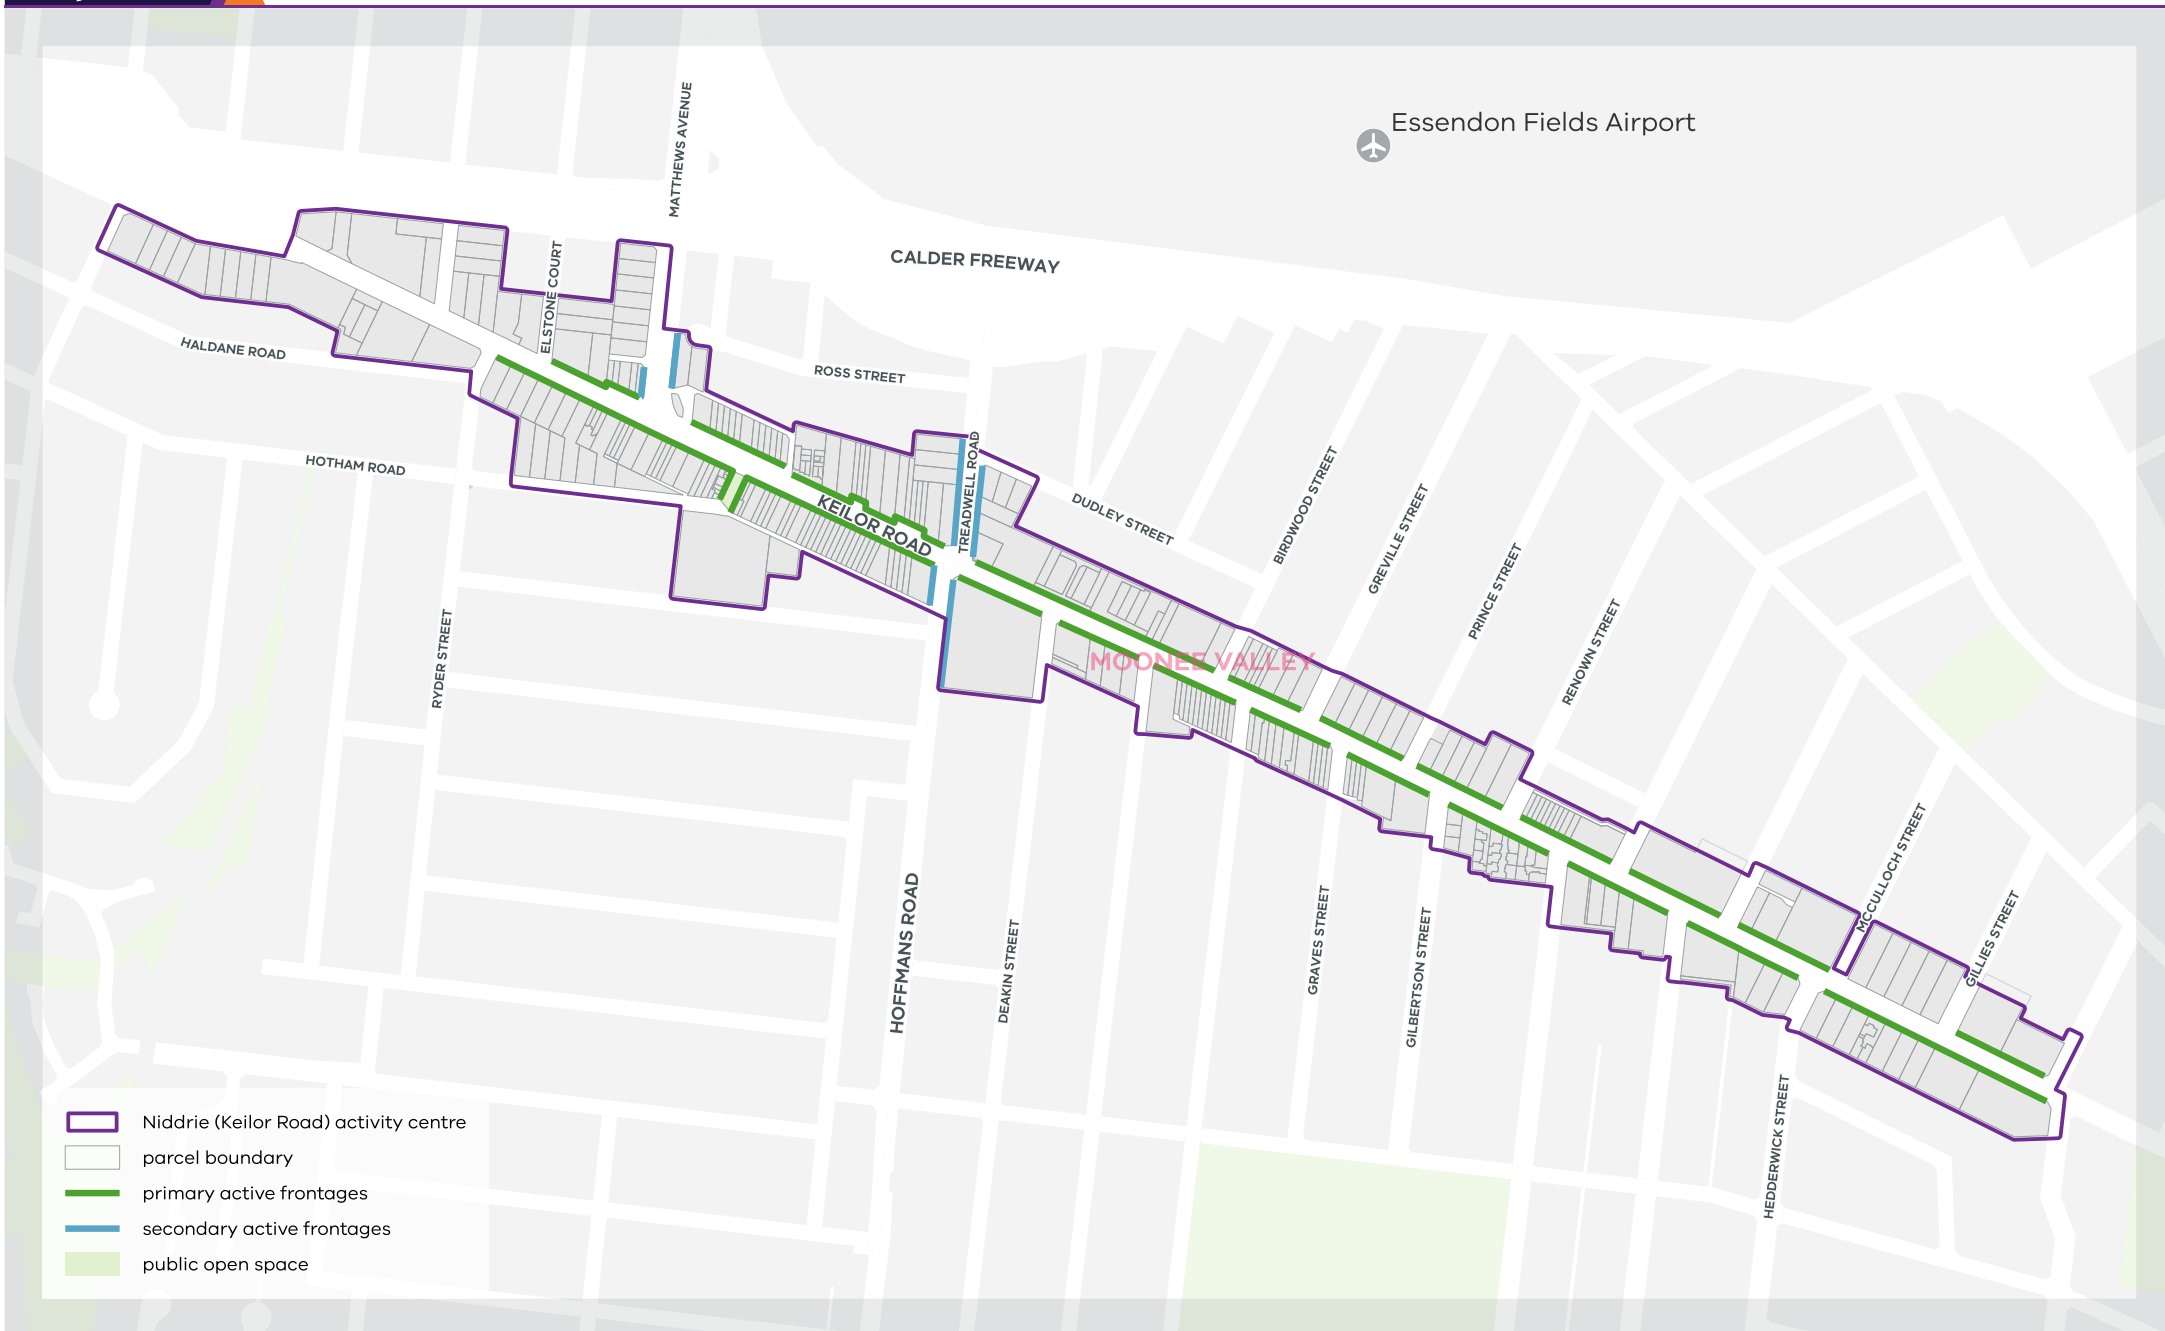 Essendon Fields Airport
MATTHEWS AVENUE
CALDER FREEWAY
ELSTONE COURT
HALDANE ROAD
ROSS STREET
HOTHAM ROAD
TREADWELL ROAD
KEILOR ROAD
DUDLEY STREET
BIRDWOOD STREET
GREVILLE STREET
PRINCE STREET
RENOWN STREET
MOONEE VALLEY
RYDER STREET
MCCULLOCH STREET
GILLIES STREET
HOFFMANS ROAD
DEAKIN STREET
GRAVES STREET
GILBERTSON STREET
HEDDERWICK STREET
Niddrie (Keilor Road) activity centre
parcel boundary
primary active frontages
secondary active frontages
public open space